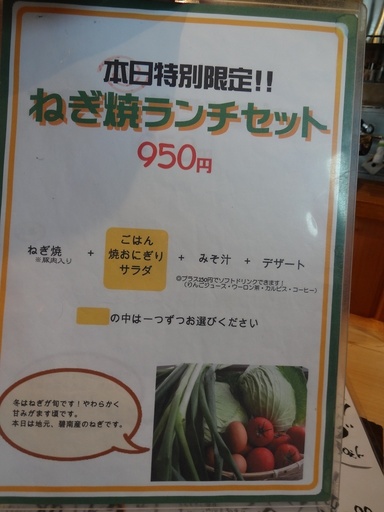 本日特別限定!!
ねぎ焼ランチセット
950円
ねぎ焼 + ごはん 焼おにぎり サラダ + みそ汁 + デザート
※豚肉入り
◎プラス150円でソフトドリンクできます!
(りんごジュース・ウーロン茶・カルピス・コーヒー)
の中は一つずつお選びください
冬はねぎが旬です!やわらかく
甘みがます頃です。
本日は地元、碧南産のねぎです。